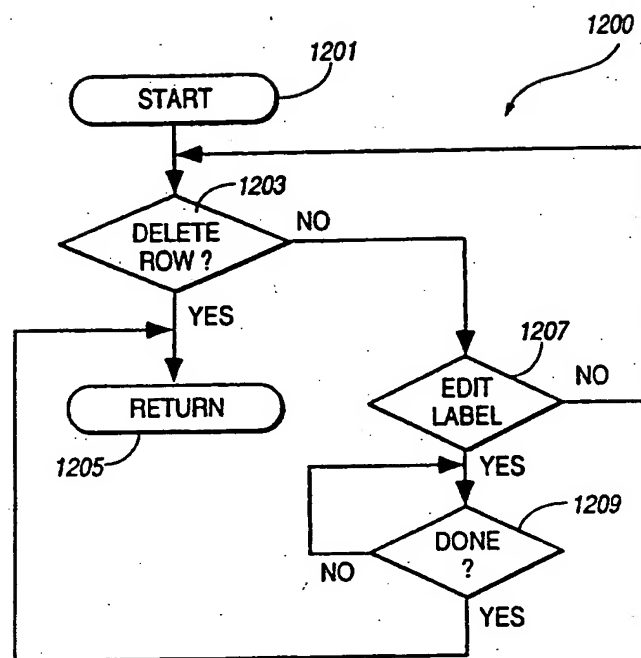 1200
1201
START
1203
DELETE
ROW ?
NO
YES
1207
EDIT
LABEL
NO
RETURN
1205
YES
1209
DONE
?
NO
YES